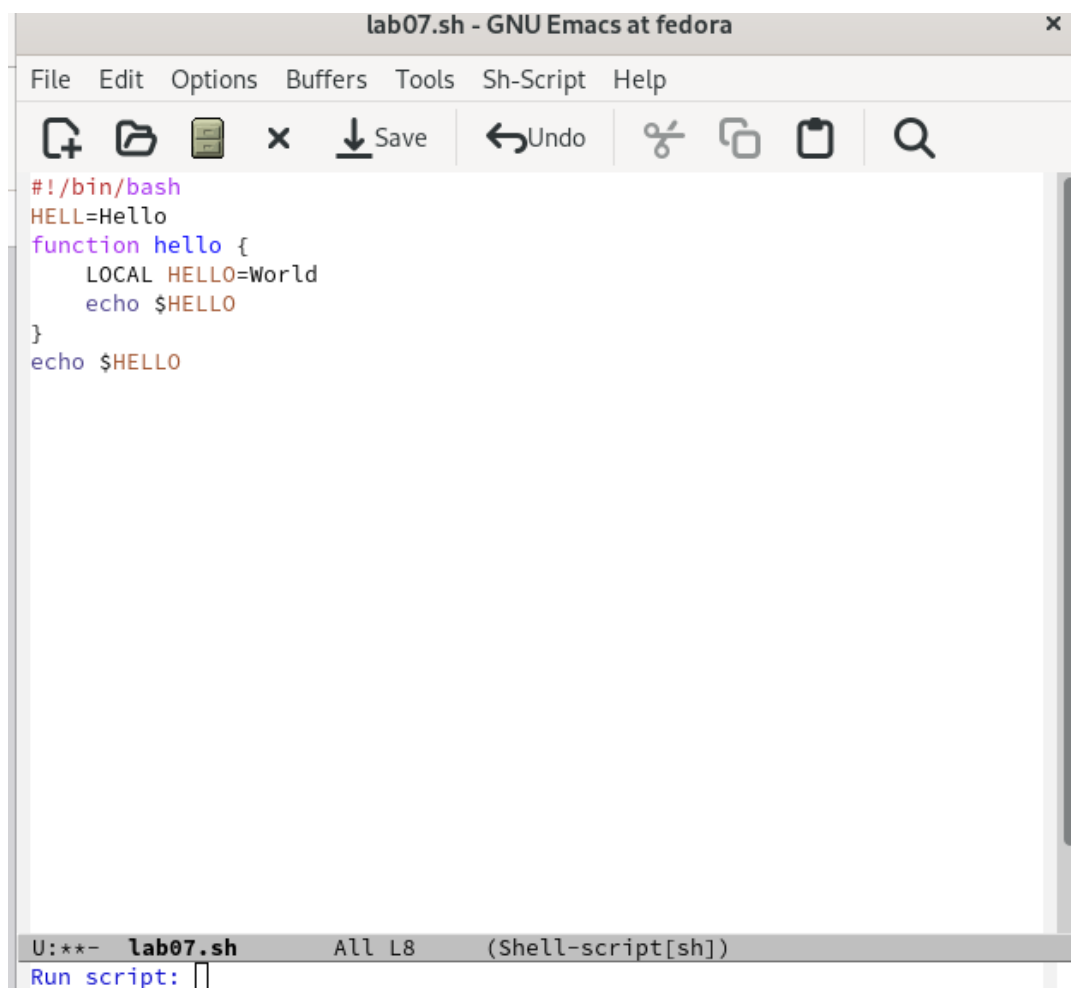 lab07.sh - GNU Emacs at fedora ×
File Edit Options Buffers Tools Sh-Script Help
Save Undo
#!/bin/bash
HELL=Hello
function hello {
    LOCAL HELLO=World
    echo $HELLO
}
echo $HELLO
U:**- lab07.sh All L8 (Shell-script[sh])
Run script: